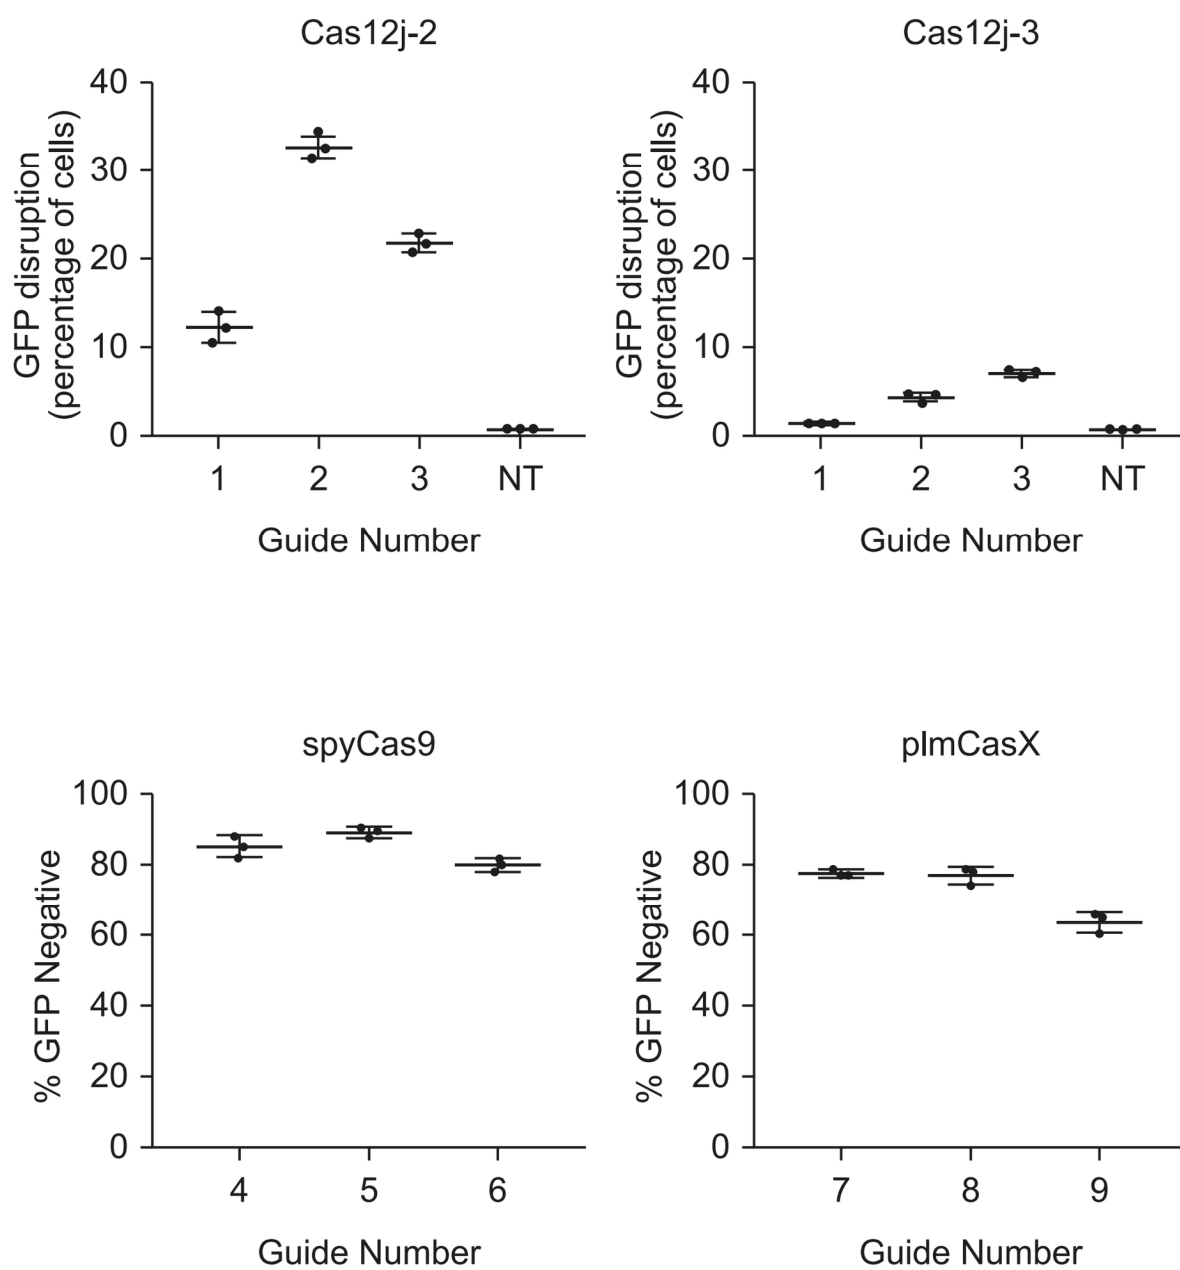 Cas12j-2
GFP disruption
(percentage of cells)
40
30
20
10
0
1 2 3 NT
Guide Number
Cas12j-3
GFP disruption
(percentage of cells)
40
30
20
10
0
1 2 3 NT
Guide Number
spyCas9
% GFP Negative
100
80
60
40
20
0
4 5 6
Guide Number
plmCasX
% GFP Negative
100
80
60
40
20
0
7 8 9
Guide Number